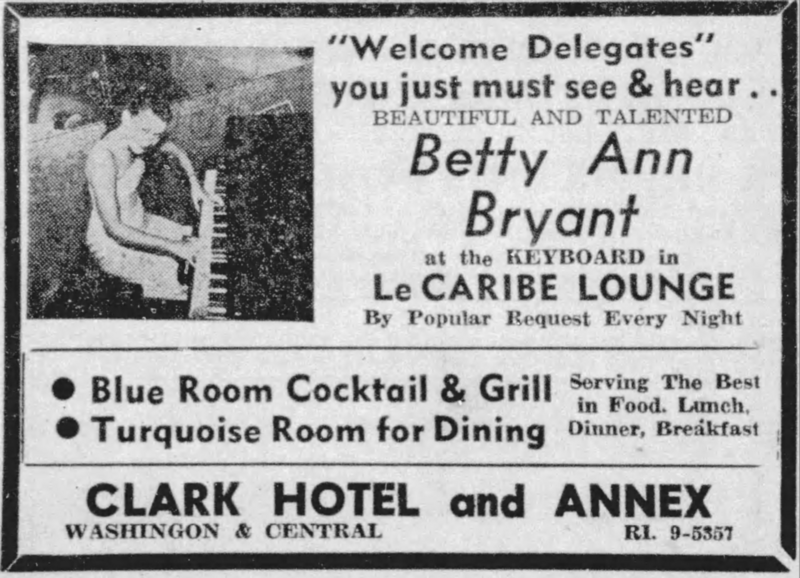 "Welcome Delegates"
you just must see & hear . .
BEAUTIFUL AND TALENTED
Betty Ann
Bryant
at the KEYBOARD in
Le CARIBE LOUNGE
By Popular Request Every Night
● Blue Room Cocktail & Grill
● Turquoise Room for Dining
Serving The Best
in Food. Lunch,
Dinner, Breakfast
CLARK HOTEL and ANNEX
WASHINGON & CENTRAL
RI. 9-5357